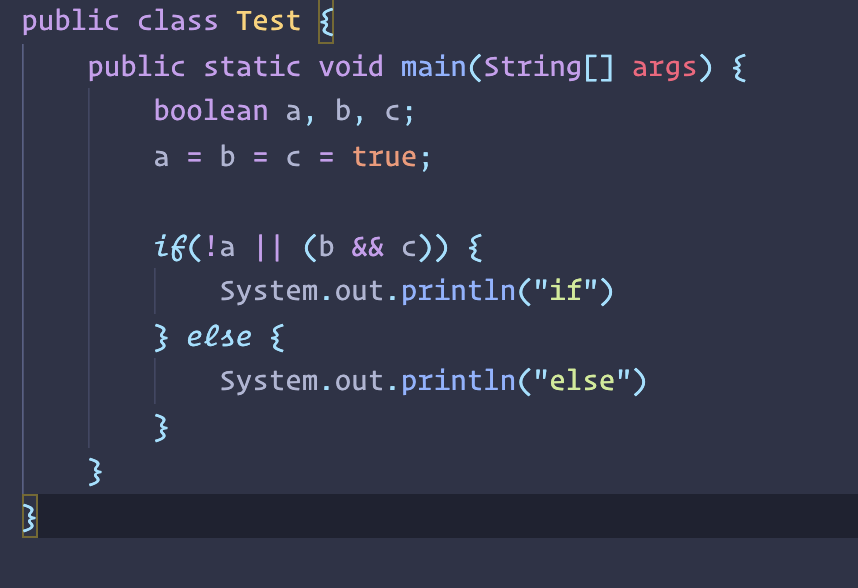 public class Test {
    public static void main(String[] args) {
        boolean a, b, c;
        a = b = c = true;

        if(!a || (b && c)) {
            System.out.println("if")
        } else {
            System.out.println("else")
        }
    }
}